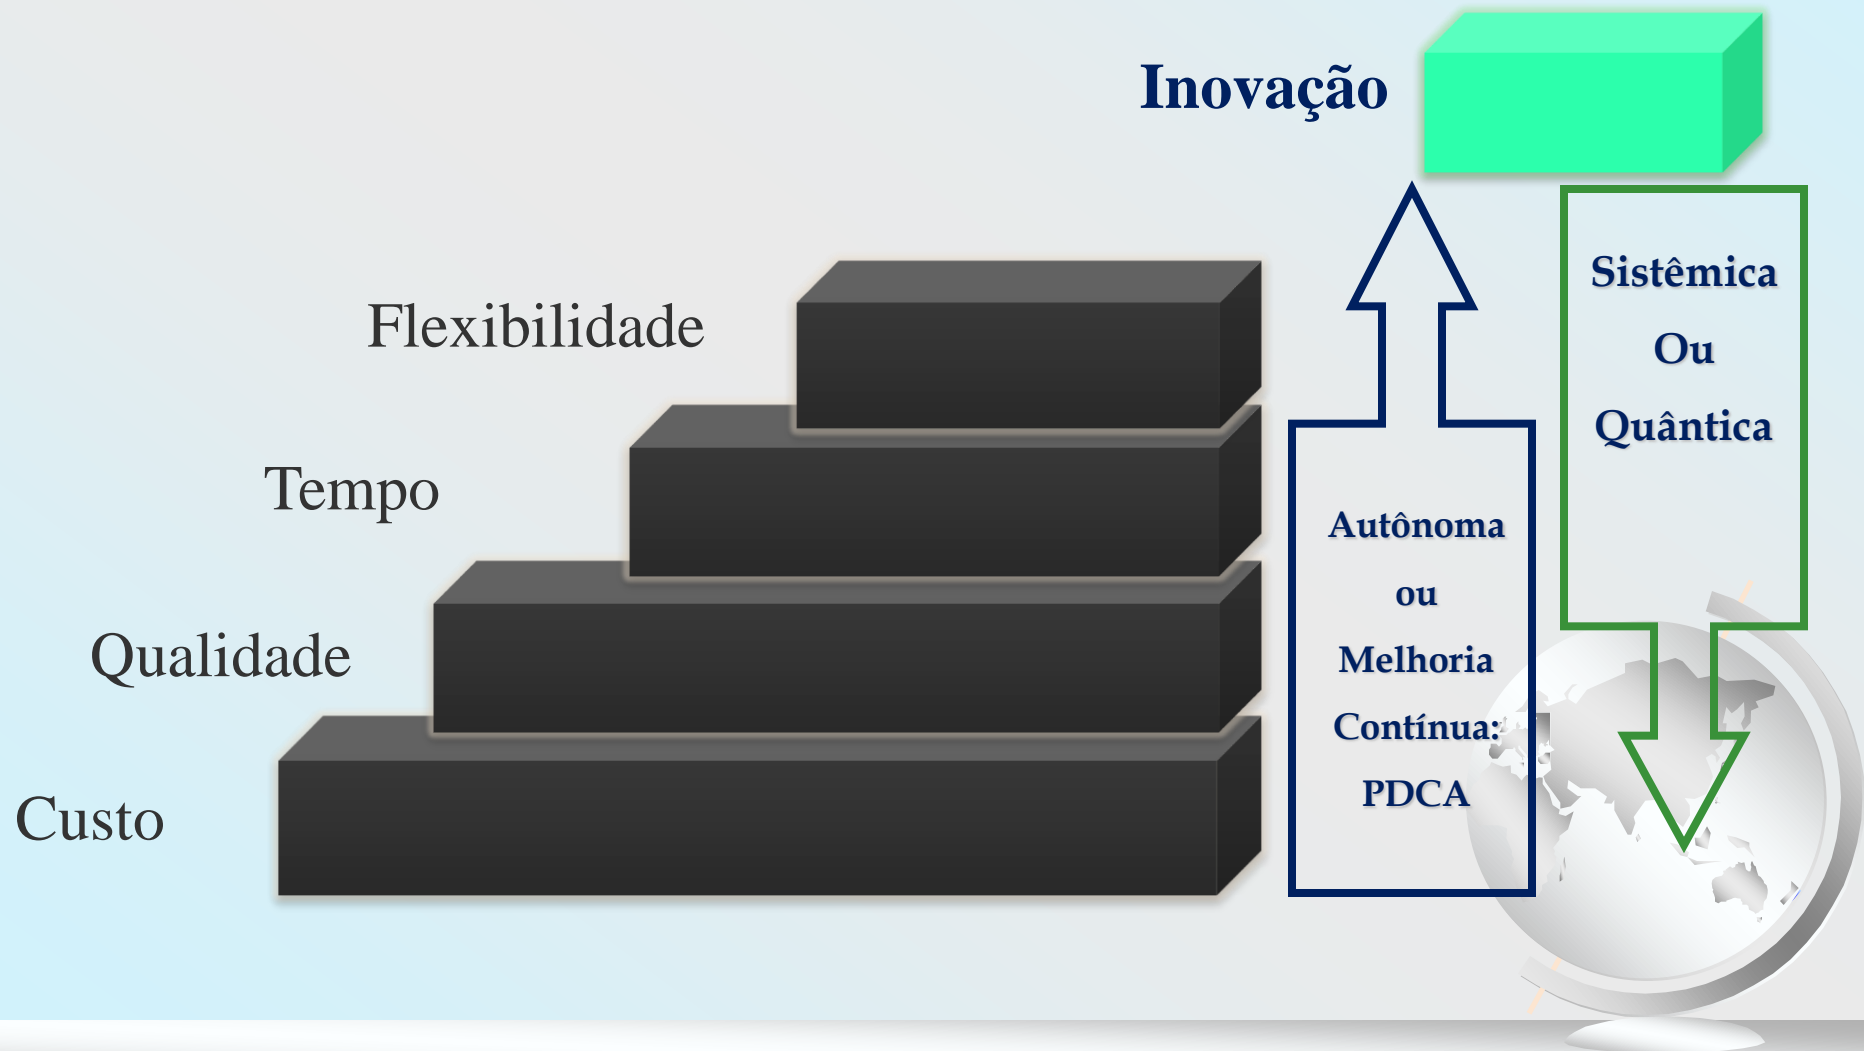 Inovação
Flexibilidade
Tempo
Qualidade
Custo
Autônoma
ou
Melhoria
Contínua:
PDCA
Sistêmica
Ou
Quântica